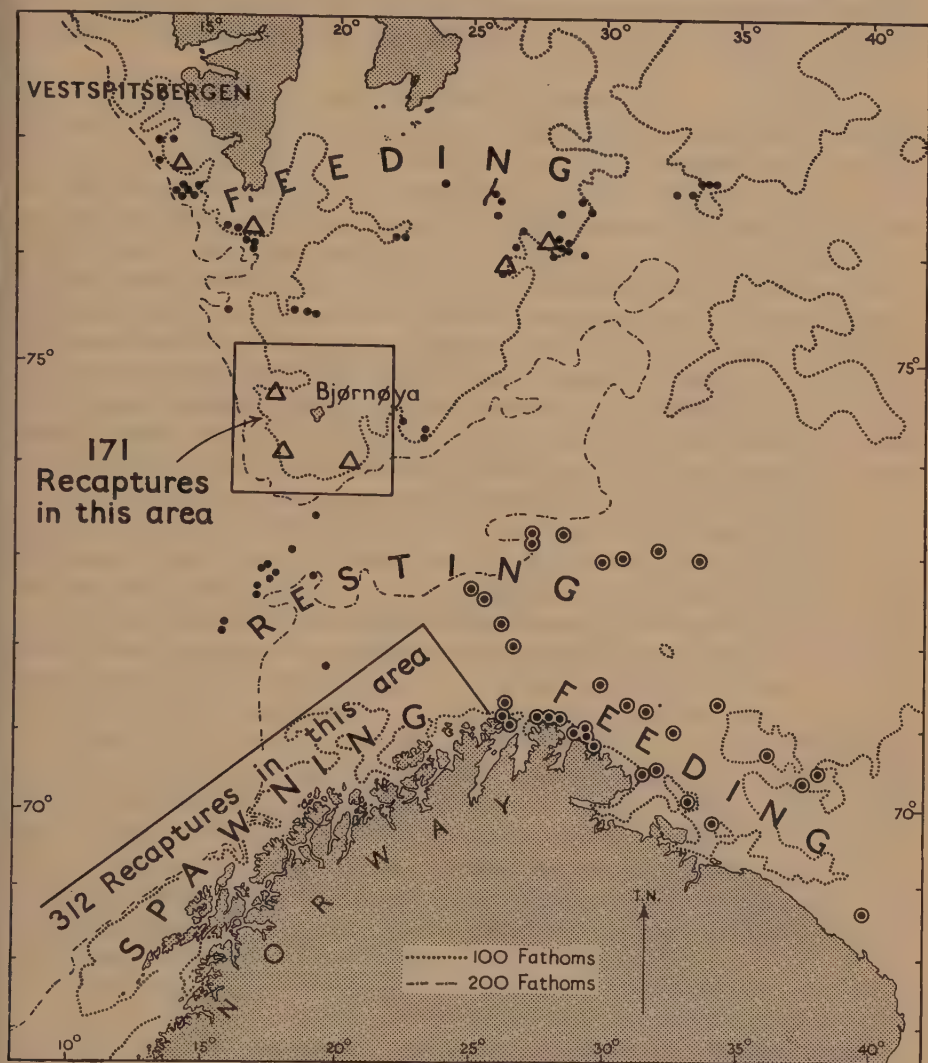 15° 20° 25° 30° 35° 40°
VESTSPITSBERGEN
FEEDING
75° 75°
Bjørnøya
171
Recaptures
in this area
RESTING
FEEDING
312 Recaptures in this area
SPAWNING
70° 70°
NORWAY
T.N.
100 Fathoms
200 Fathoms
10° 15° 20° 25° 30° 35° 40°